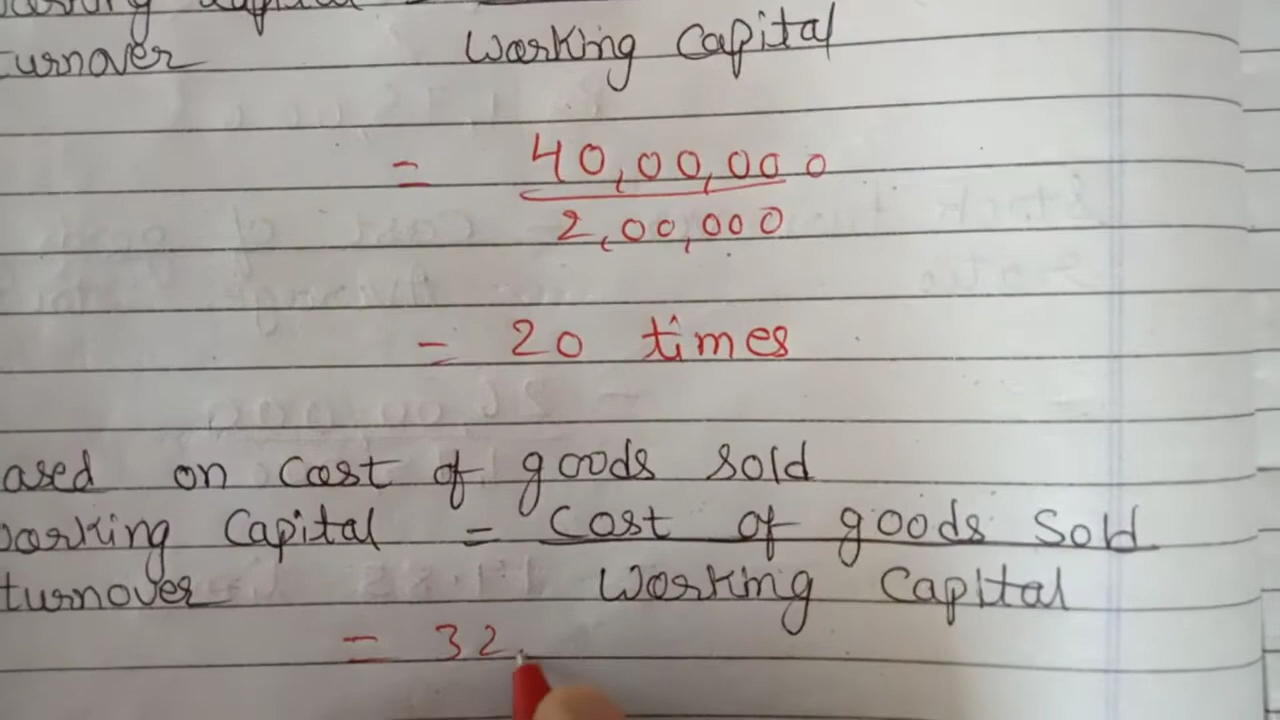 turnover Working Capital
= 40,00,000
2,00,000
= 20 times
ased on Cost of goods sold
orking Capital = Cost of goods Sold
turnover Working Capital
= 32,